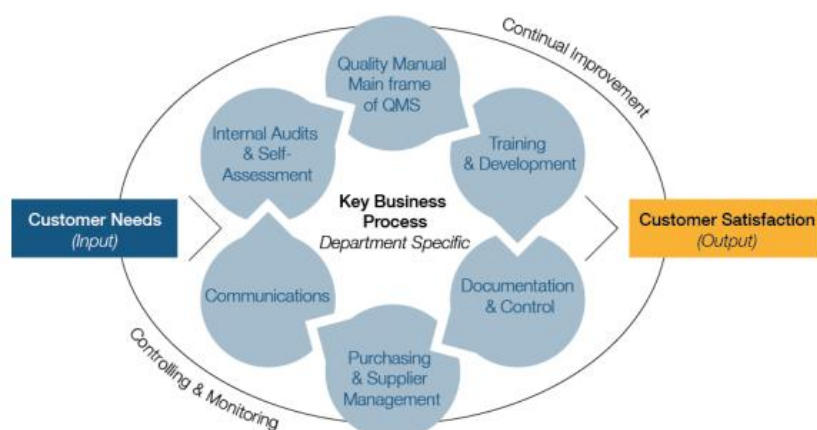 Continual Improvement
Quality Manual
Main frame
of QMS
Internal Audits
& Self-
Assessment
Training
& Development
Key Business
Process
Department Specific
Customer Needs
(Input)
Customer Satisfaction
(Output)
Communications
Documentation
& Control
Purchasing
& Supplier
Management
Controlling & Monitoring